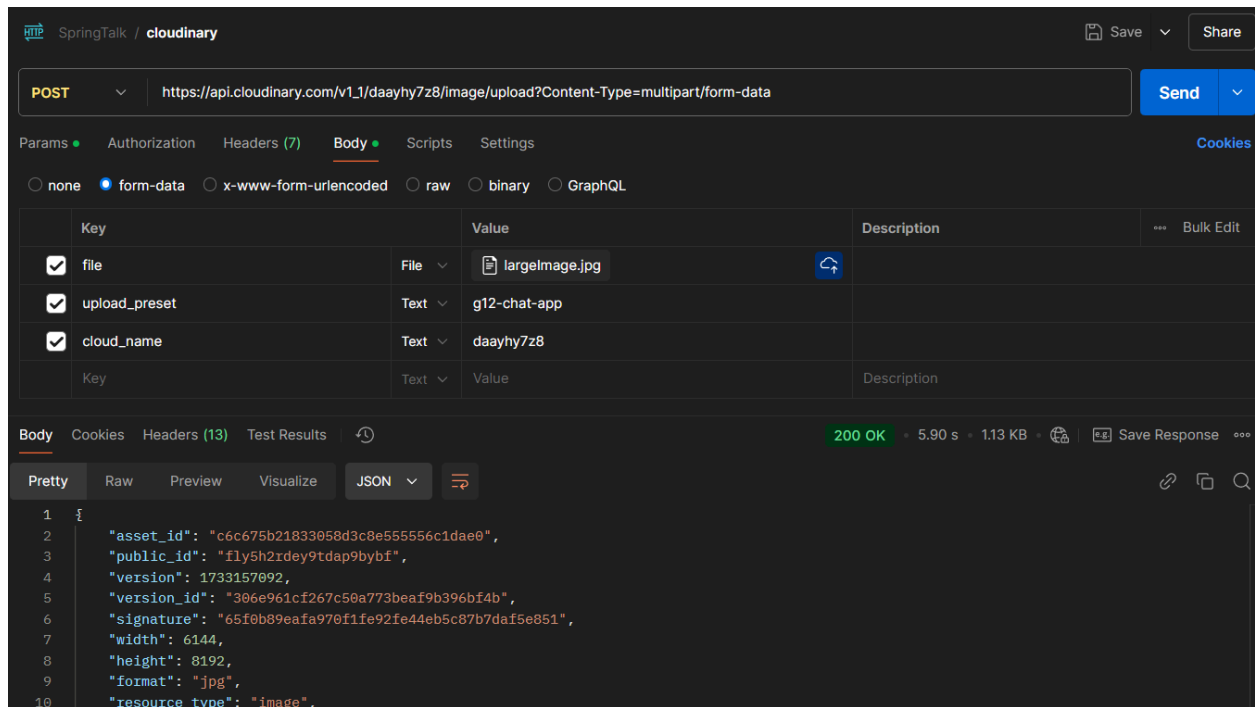 HTTP SpringTalk / cloudinary Save Share
POST https://api.cloudinary.com/v1_1/daayhy7z8/image/upload?Content-Type=multipart/form-data Send
Params Authorization Headers (7) Body Scripts Settings Cookies
none form-data x-www-form-urlencoded raw binary GraphQL
Key Value Description Bulk Edit
file File largeImage.jpg
upload_preset Text g12-chat-app
cloud_name Text daayhy7z8
Key Text Value Description
Body Cookies Headers (13) Test Results 200 OK 5.90 s 1.13 KB e.g. Save Response
Pretty Raw Preview Visualize JSON
1 {
2 "asset_id": "c6c675b21833058d3c8e555556c1dae0",
3 "public_id": "fly5h2rdey9tdap9bybf",
4 "version": 1733157092,
5 "version_id": "306e961cf267c50a773beaf9b396bf4b",
6 "signature": "65f0b89eafa970f1fe92fe44eb5c87b7daf5e851",
7 "width": 6144,
8 "height": 8192,
9 "format": "jpg",
10 "resource_type": "image",